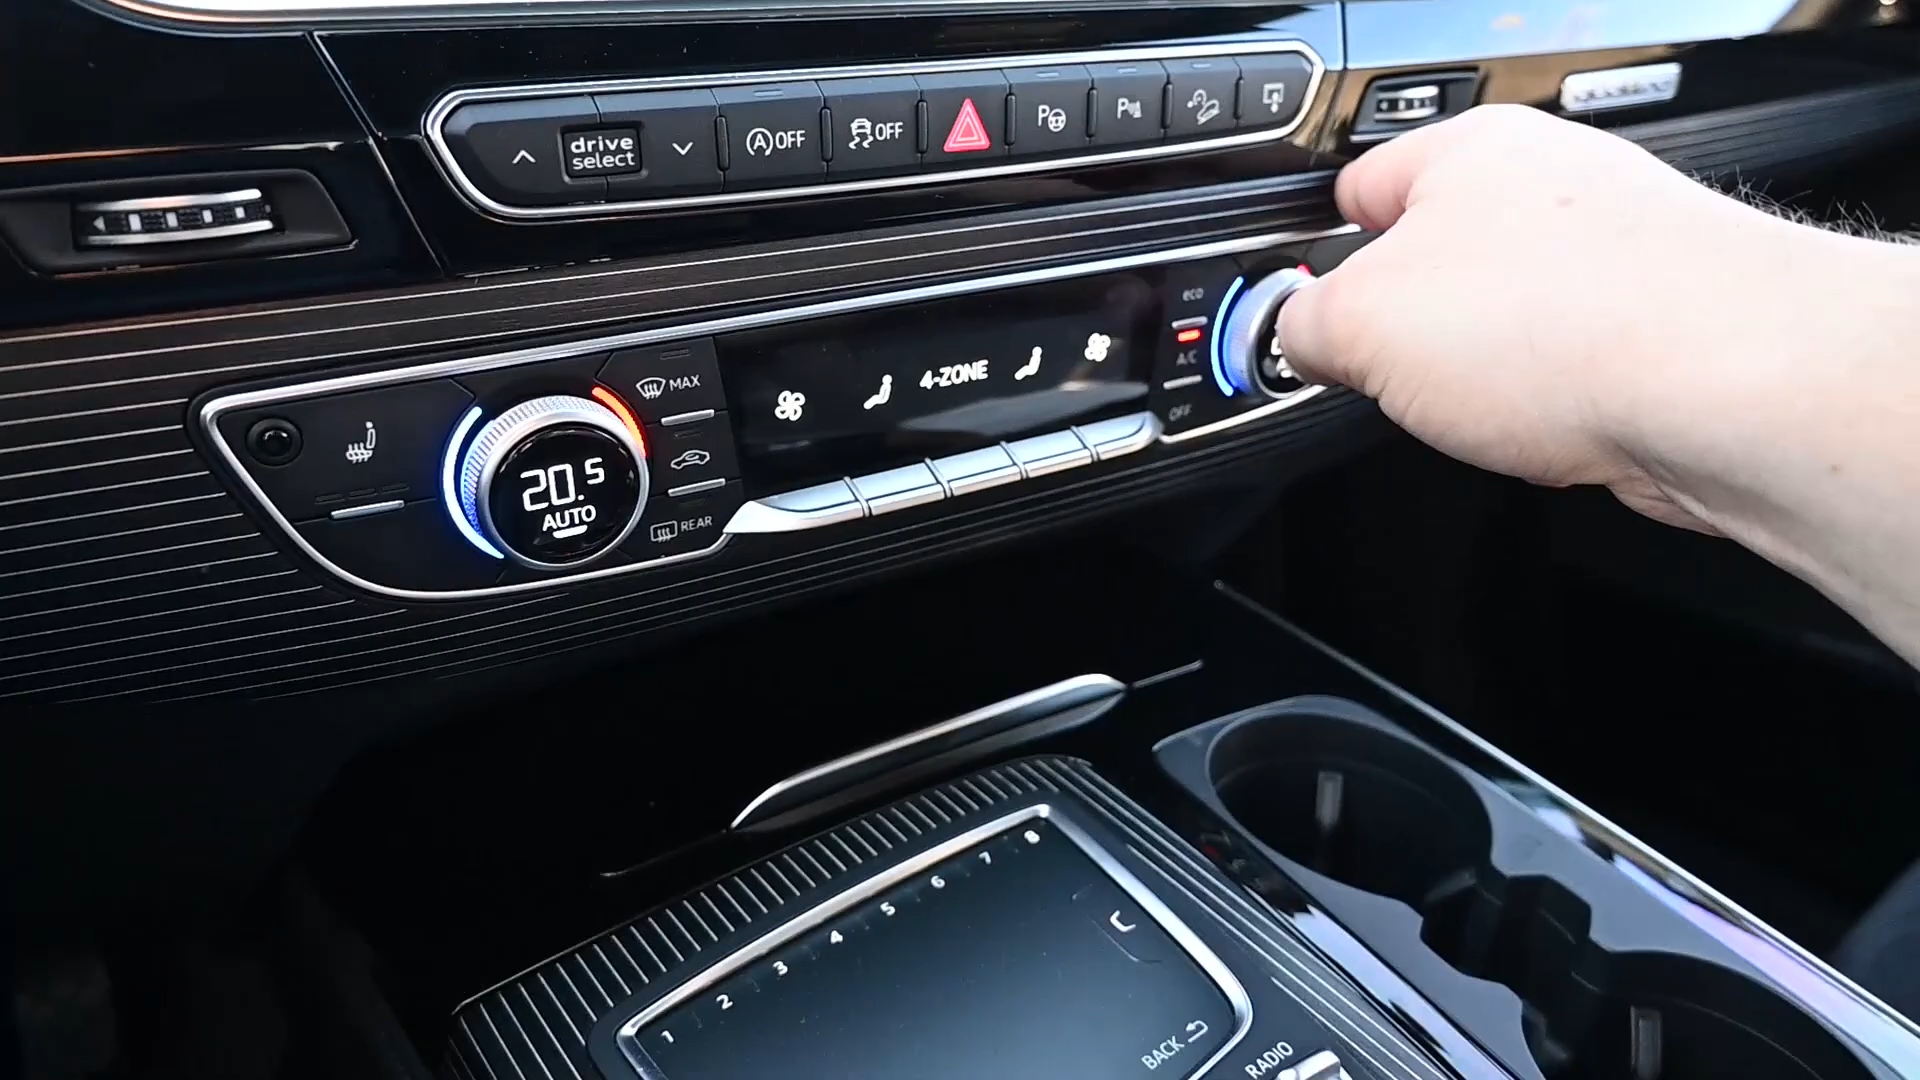 drive
select
OFF
OFF
P
P
eco
A/C
OFF
MAX
4-ZONE
20.5
AUTO
REAR
1 2 3 4 5 6 7 8
BACK
RADIO